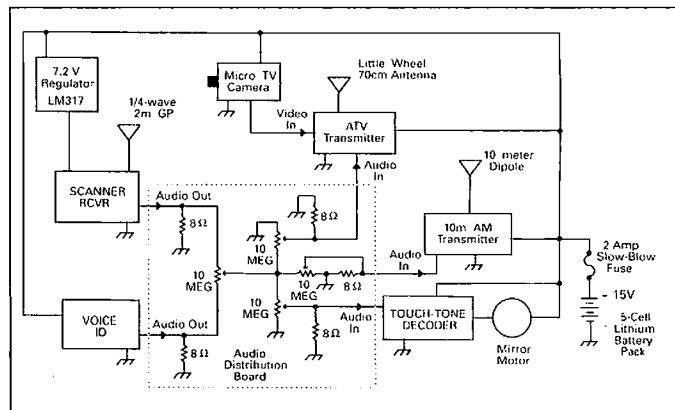 7.2 V
Regulator
LM317
1/4-wave
2m GP
Micro TV
Camera
Little Wheel
70cm Antenna
Video
In
ATV
Transmitter
Audio
In
10 meter
Dipole
SCANNER
RCVR
Audio Out
8Ω
8Ω
10
MEG
10m AM
Transmitter
2 Amp
Slow-Blow
Fuse
10
MEG
10
MEG
8Ω
Audio
In
10
MEG
VOICE
ID
Audio Out
8Ω
8Ω
Audio
In
TOUCH-TONE
DECODER
Mirror
Motor
- 15V
5-Cell
Lithium
Battery
Pack
Audio
Distribution
Board